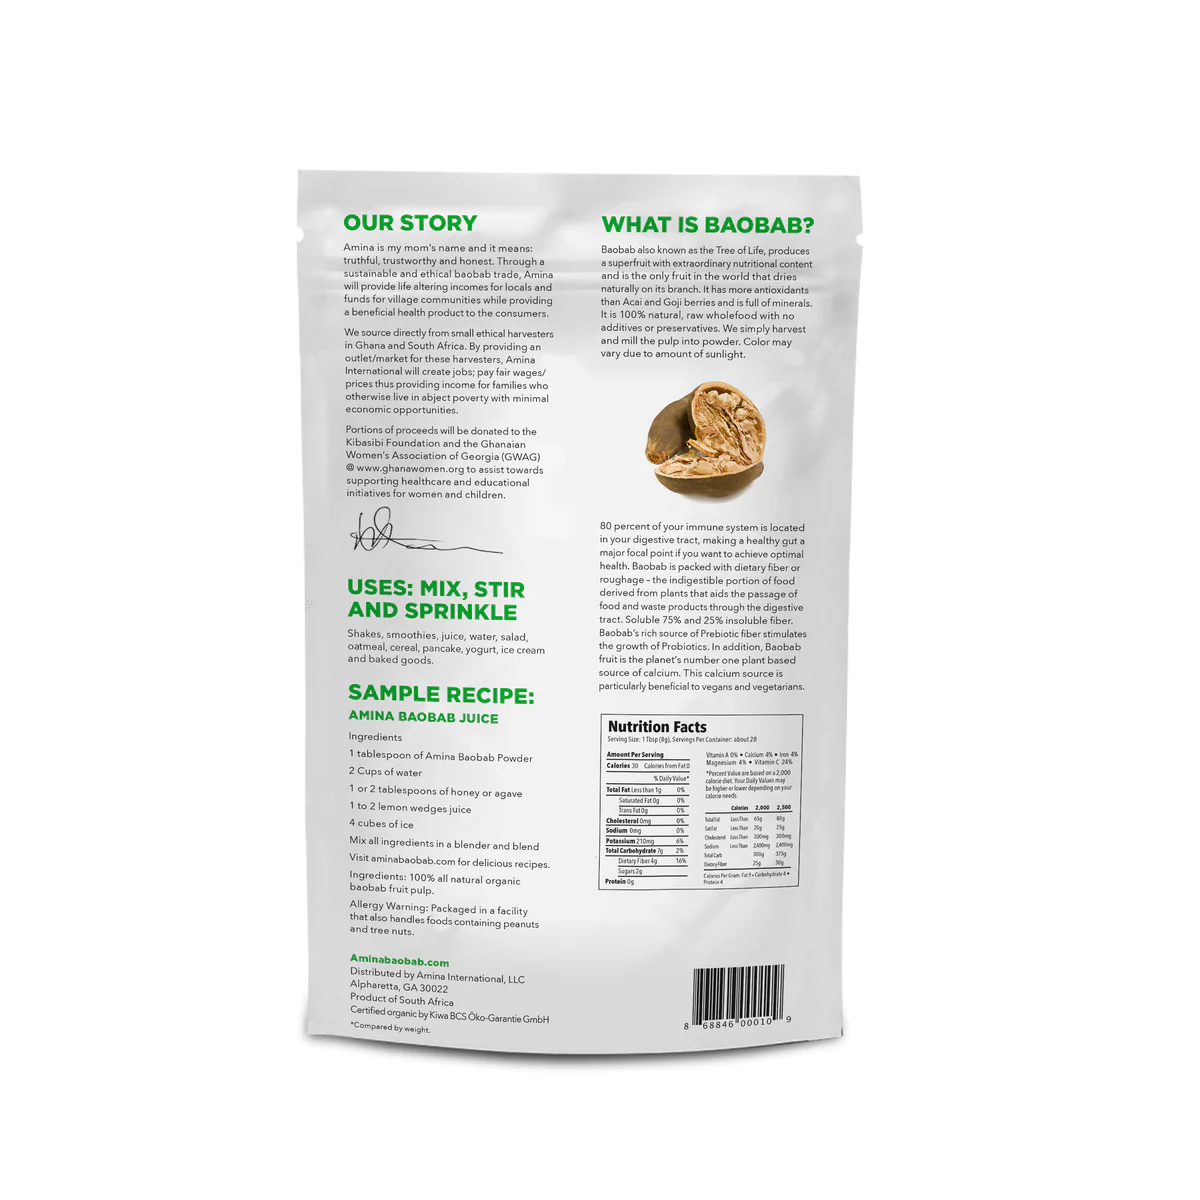 OUR STORY
Amina is my mom's name and it means:
truthful, trustworthy and honest. Through a
sustainable and ethical baobab trade, Amina
will provide life altering incomes for locals and
funds for village communities while providing
a beneficial health product to the consumers.
We source directly from small ethical harvesters
in Ghana and South Africa. By providing an
outlet/market for these harvesters, Amina
International will create jobs; pay fair wages/
prices thus providing income for families who
otherwise live in abject poverty with minimal
economic opportunities.
Portions of proceeds will be donated to the
Kibasibi Foundation and the Ghanaian
Women's Association of Georgia (GWAG)
@ www.ghanawomen.org to assist towards
supporting healthcare and educational
initiatives for women and children.
USES: MIX, STIR
AND SPRINKLE
Shakes, smoothies, juice, water, salad,
oatmeal, cereal, pancake, yogurt, ice cream
and baked goods.
SAMPLE RECIPE:
AMINA BAOBAB JUICE
Ingredients
1 tablespoon of Amina Baobab Powder
2 Cups of water
1 or 2 tablespoons of honey or agave
1 to 2 lemon wedges juice
4 cubes of ice
Mix all ingredients in a blender and blend
Visit aminabaobab.com for delicious recipes.
Ingredients: 100% all natural organic
baobab fruit pulp.
Allergy Warning: Packaged in a facility
that also handles foods containing peanuts
and tree nuts.
Aminabaobab.com
Distributed by Amina International, LLC
Alpharetta, GA 30022
Product of South Africa
Certified organic by Kiwa BCS Öko-Garantie GmbH
*Compared by weight.
WHAT IS BAOBAB?
Baobab also known as the Tree of Life, produces
a superfruit with extraordinary nutritional content
and is the only fruit in the world that dries
naturally on its branch. It has more antioxidants
than Acai and Goji berries and is full of minerals.
It is 100% natural, raw wholefood with no
additives or preservatives. We simply harvest
and mill the pulp into powder. Color may
vary due to amount of sunlight.
80 percent of your immune system is located
in your digestive tract, making a healthy gut a
major focal point if you want to achieve optimal
health. Baobab is packed with dietary fiber or
roughage – the indigestible portion of food
derived from plants that aids the passage of
food and waste products through the digestive
tract. Soluble 75% and 25% insoluble fiber.
Baobab's rich source of Prebiotic fiber stimulates
the growth of Probiotics. In addition, Baobab
fruit is the planet's number one plant based
source of calcium. This calcium source is
particularly beneficial to vegans and vegetarians.
Nutrition Facts
Serving Size: 1 Tbsp (8g), Servings Per Container: about 28
Amount Per Serving
Calories 30 Calories from Fat 0
% Daily Value*
Total Fat Less than 1g 0%
Saturated Fat 0g 0%
Trans Fat 0g 0%
Cholesterol 0mg 0%
Sodium 0mg 0%
Potassium 210mg 6%
Total Carbohydrate 7g 2%
Dietary Fiber 4g 16%
Sugars 2g
Protein 0g
Vitamin A 0% • Calcium 4% • Iron 4%
Magnesium 4% • Vitamin C 24%
*Percent Value are based on a 2,000
calorie diet. Your Daily Values may
be higher or lower depending on your
calorie needs.
Calories 2,000 2,500
Total Fat Less Than 65g 80g
Sat Fat Less Than 20g 25g
Cholesterol Less Than 300mg 300mg
Sodium Less Than 2,400mg 2,400mg
Total Carb 300g 375g
Dietary Fiber 25g 30g
Calories Per Gram: Fat 9 • Carbohydrate 4 •
Protein 4
8 68846 00010 9